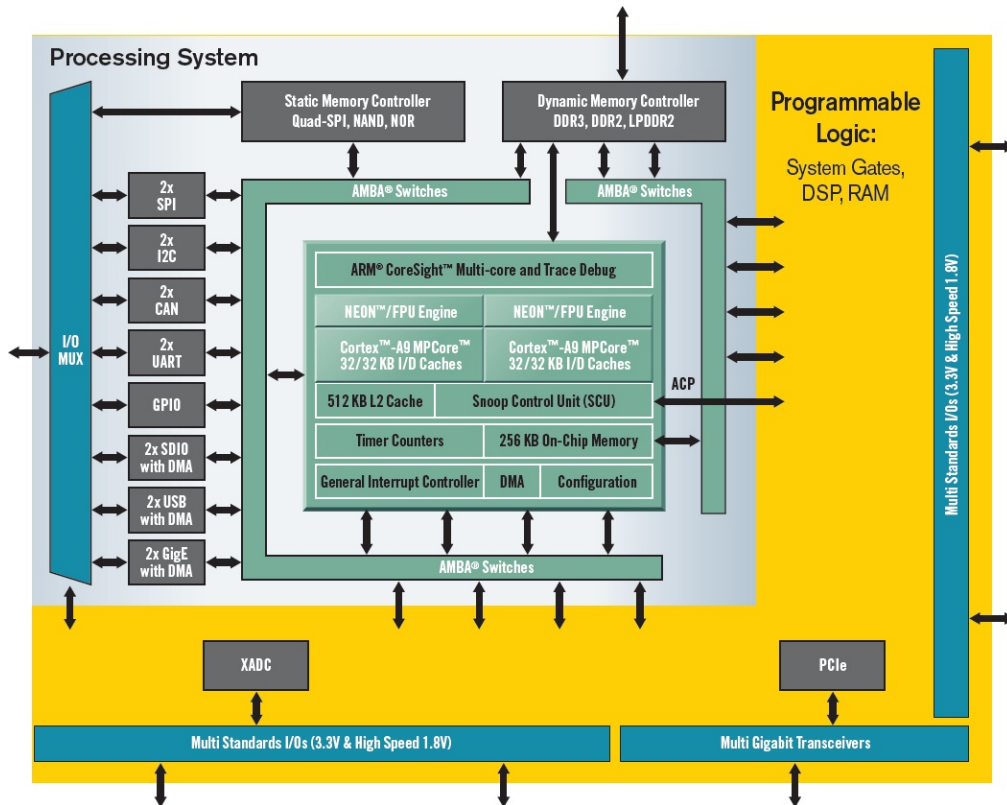 Processing System
Static Memory Controller
Quad-SPI, NAND, NOR
Dynamic Memory Controller
DDR3, DDR2, LPDDR2
Programmable
Logic:
System Gates,
DSP, RAM
AMBA® Switches
AMBA® Switches
2x
SPI
2x
I2C
2x
CAN
2x
UART
GPIO
2x SDIO
with DMA
2x USB
with DMA
2x GigE
with DMA
I/O
MUX
ARM® CoreSight™ Multi-core and Trace Debug
NEON™/FPU Engine
NEON™/FPU Engine
Cortex™-A9 MPCore™
32/32 KB I/D Caches
Cortex™-A9 MPCore™
32/32 KB I/D Caches
512 KB L2 Cache
Snoop Control Unit (SCU)
ACP
Timer Counters
256 KB On-Chip Memory
General Interrupt Controller
DMA
Configuration
AMBA® Switches
Multi Standards I/Os (3.3V & High Speed 1.8V)
XADC
PCIe
Multi Standards I/Os (3.3V & High Speed 1.8V)
Multi Gigabit Transceivers